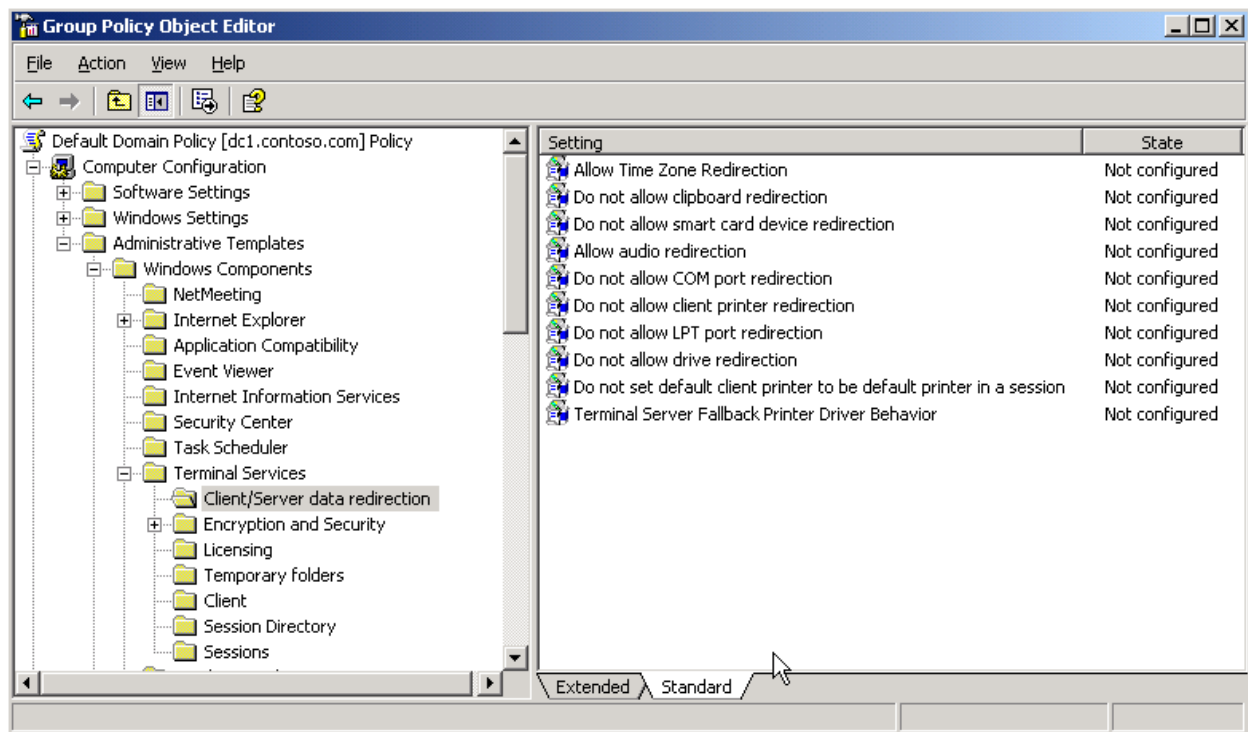 Group Policy Object Editor
File Action View Help
Default Domain Policy [dc1.contoso.com] Policy
Computer Configuration
Software Settings
Windows Settings
Administrative Templates
Windows Components
NetMeeting
Internet Explorer
Application Compatibility
Event Viewer
Internet Information Services
Security Center
Task Scheduler
Terminal Services
Client/Server data redirection
Encryption and Security
Licensing
Temporary folders
Client
Session Directory
Sessions
Setting State
Allow Time Zone Redirection Not configured
Do not allow clipboard redirection Not configured
Do not allow smart card device redirection Not configured
Allow audio redirection Not configured
Do not allow COM port redirection Not configured
Do not allow client printer redirection Not configured
Do not allow LPT port redirection Not configured
Do not allow drive redirection Not configured
Do not set default client printer to be default printer in a session Not configured
Terminal Server Fallback Printer Driver Behavior Not configured
Extended Standard